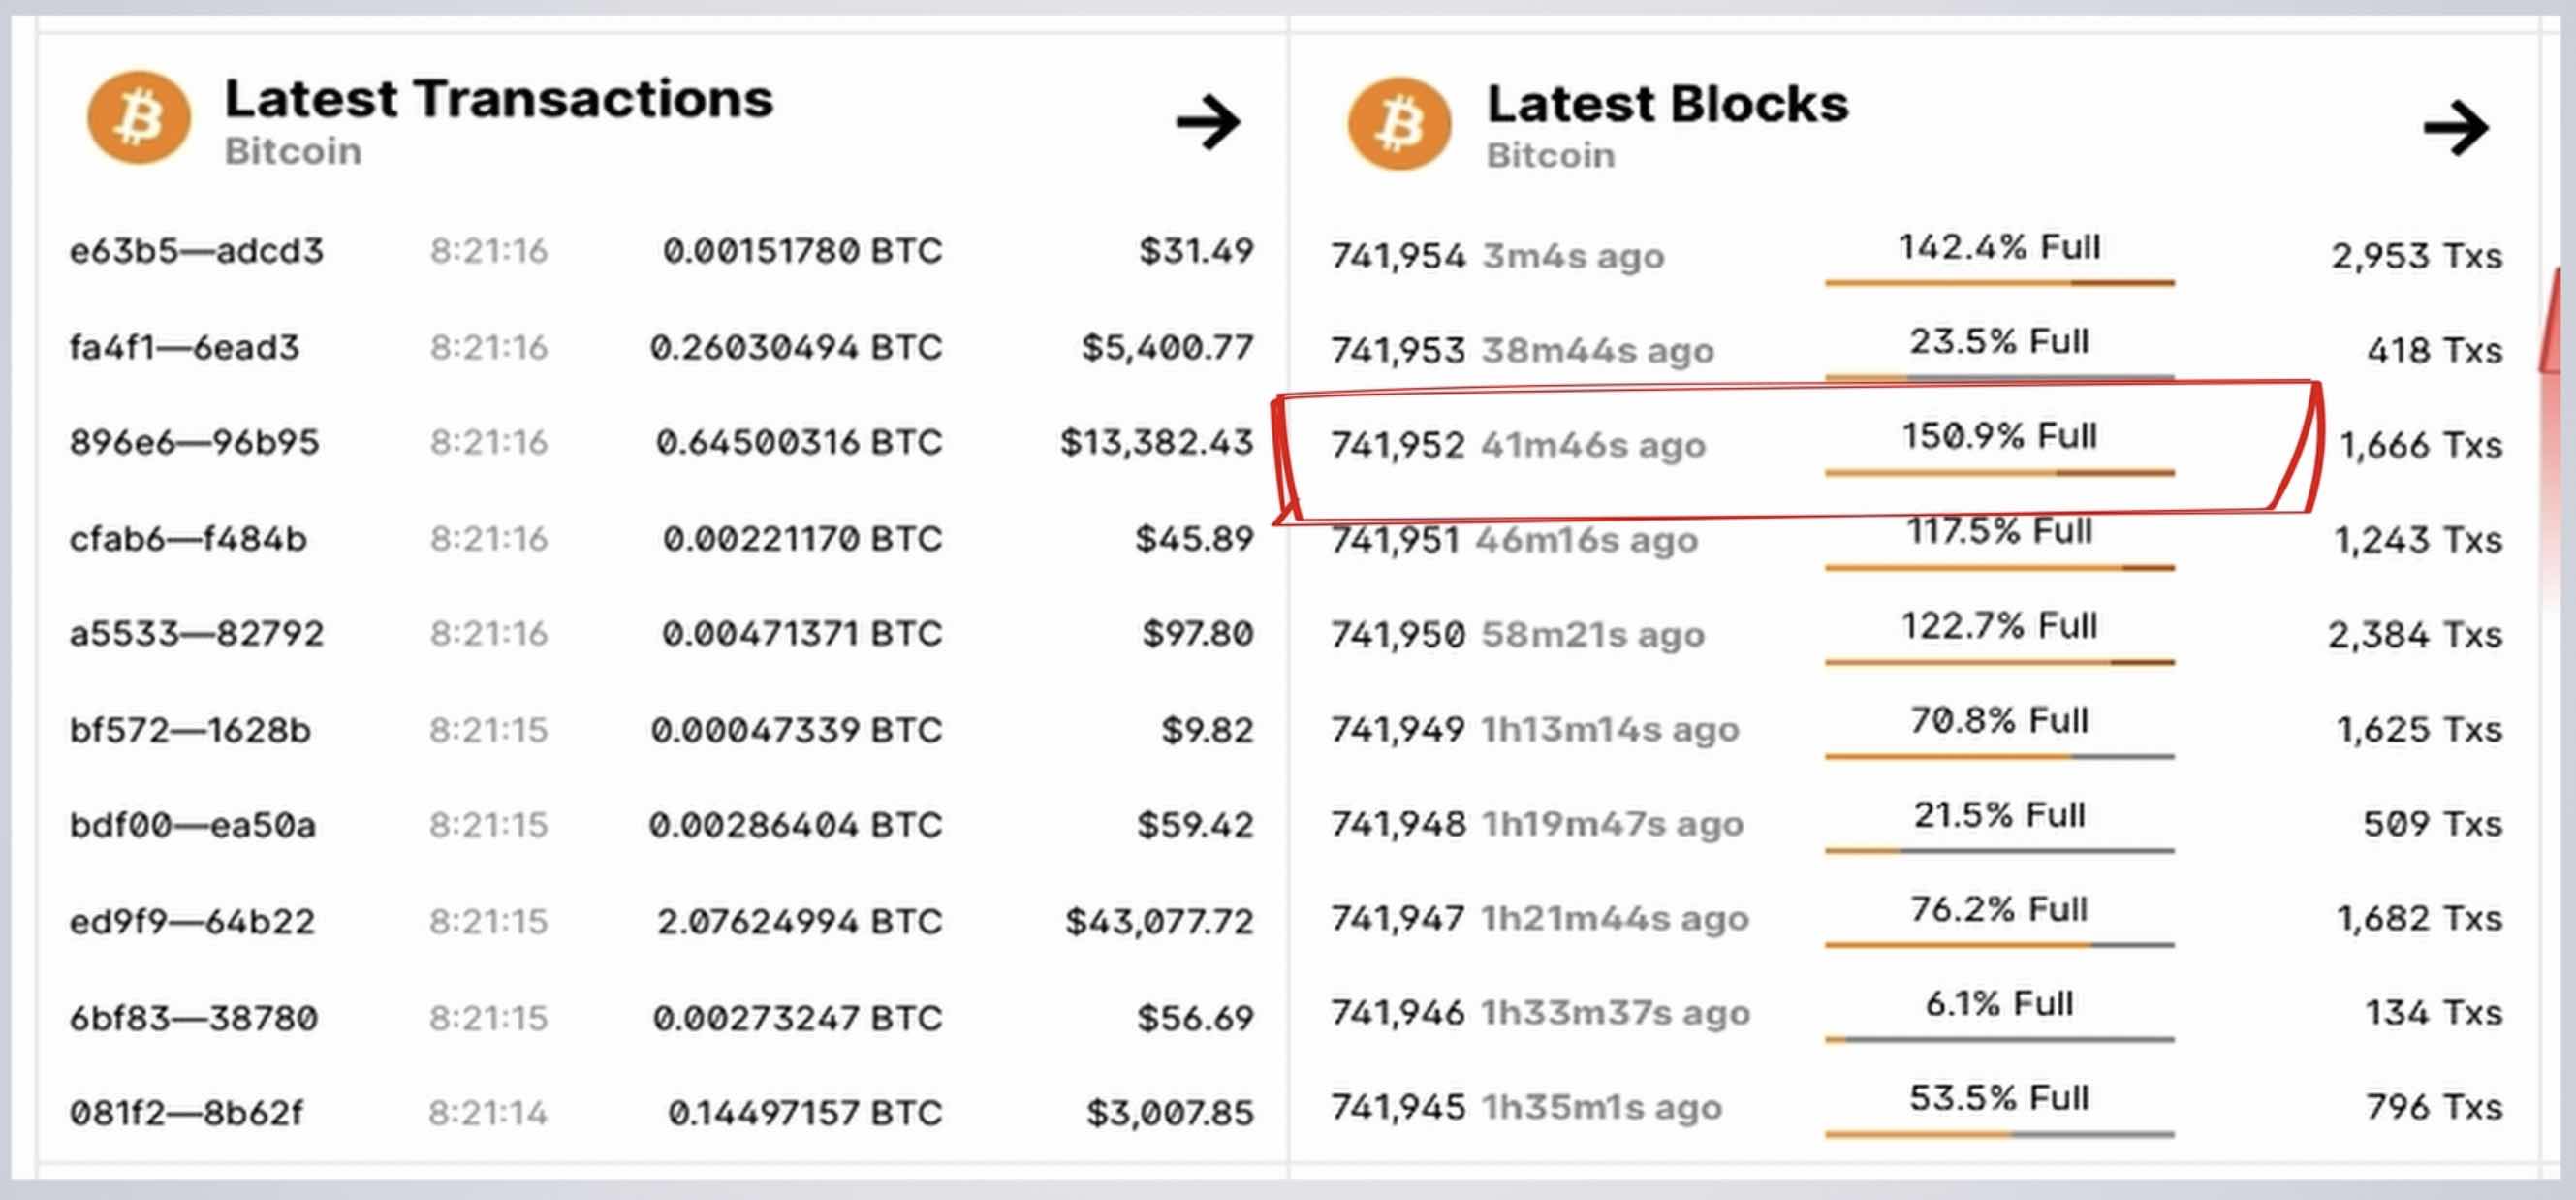 Latest Transactions
Bitcoin
e63b5—adcd3 8:21:16 0.00151780 BTC $31.49
fa4f1—6ead3 8:21:16 0.26030494 BTC $5,400.77
896e6—96b95 8:21:16 0.64500316 BTC $13,382.43
cfab6—f484b 8:21:16 0.00221170 BTC $45.89
a5533—82792 8:21:16 0.00471371 BTC $97.80
bf572—1628b 8:21:15 0.00047339 BTC $9.82
bdf00—ea50a 8:21:15 0.00286404 BTC $59.42
ed9f9—64b22 8:21:15 2.07624994 BTC $43,077.72
6bf83—38780 8:21:15 0.00273247 BTC $56.69
081f2—8b62f 8:21:14 0.14497157 BTC $3,007.85
Latest Blocks
Bitcoin
741,954 3m4s ago 142.4% Full 2,953 Txs
741,953 38m44s ago 23.5% Full 418 Txs
741,952 41m46s ago 150.9% Full 1,666 Txs
741,951 46m16s ago 117.5% Full 1,243 Txs
741,950 58m21s ago 122.7% Full 2,384 Txs
741,949 1h13m14s ago 70.8% Full 1,625 Txs
741,948 1h19m47s ago 21.5% Full 509 Txs
741,947 1h21m44s ago 76.2% Full 1,682 Txs
741,946 1h33m37s ago 6.1% Full 134 Txs
741,945 1h35m1s ago 53.5% Full 796 Txs